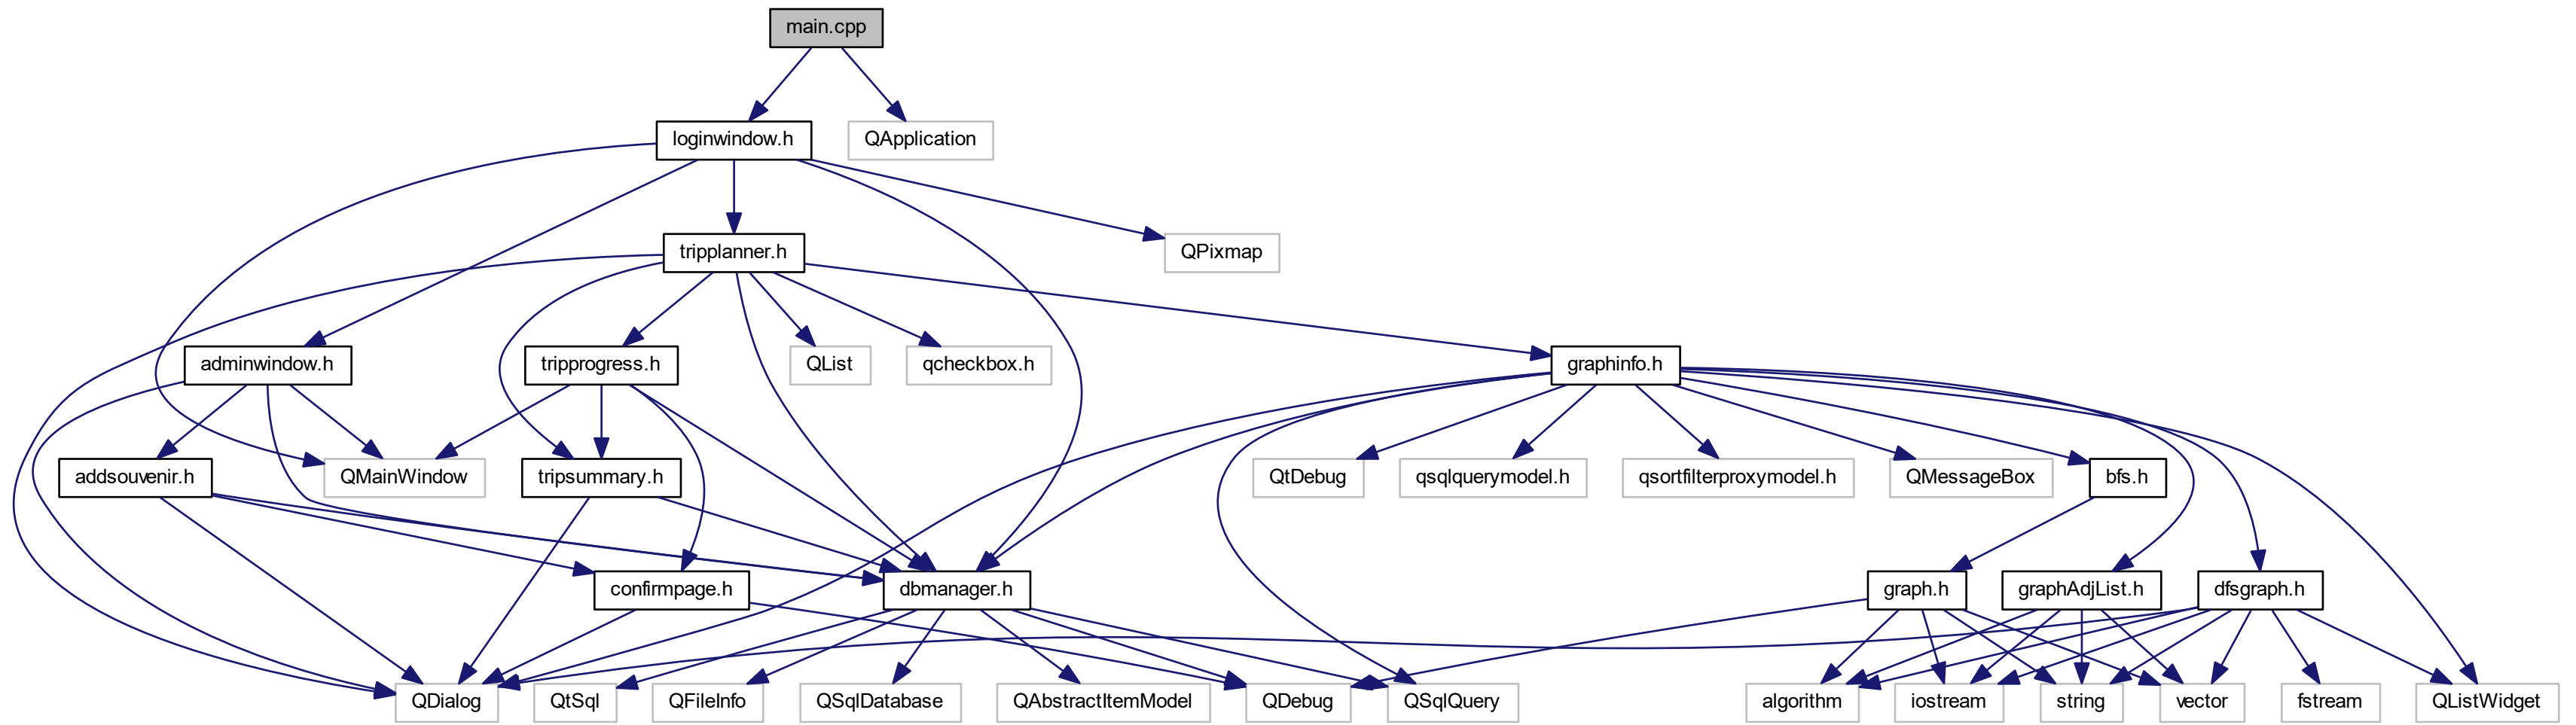 main.cpp
loginwindow.h
QApplication
tripplanner.h
QPixmap
adminwindow.h
tripprogress.h
QList
qcheckbox.h
graphinfo.h
addsouvenir.h
QMainWindow
tripsummary.h
QtDebug
qsqlquerymodel.h
qsortfilterproxymodel.h
QMessageBox
bfs.h
confirmpage.h
dbmanager.h
graph.h
graphAdjList.h
dfsgraph.h
QDialog
QtSql
QFileInfo
QSqlDatabase
QAbstractItemModel
QDebug
QSqlQuery
algorithm
iostream
string
vector
fstream
QListWidget